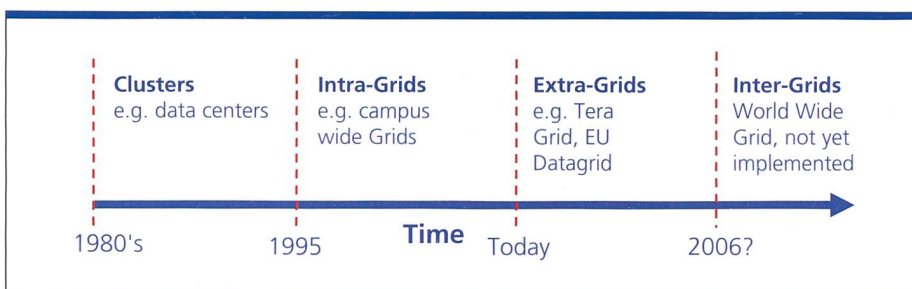 Clusters
e.g. data centers
Intra-Grids
e.g. campus
wide Grids
Extra-Grids
e.g. Tera
Grid, EU
Datagrid
Inter-Grids
World Wide
Grid, not yet
implemented
Time
1980's
1995
Today
2006?